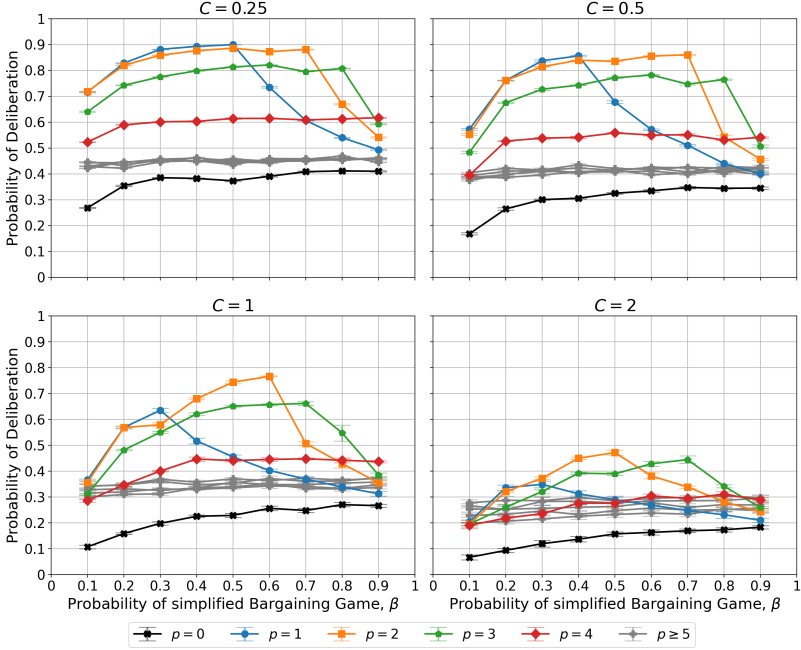 C = 0.25
C = 0.5
Probability of Deliberation
1
0.9
0.8
0.7
0.6
0.5
0.4
0.3
0.2
0.1
0
C = 1
C = 2
Probability of Deliberation
1
0.9
0.8
0.7
0.6
0.5
0.4
0.3
0.2
0.1
0
0 0.1 0.2 0.3 0.4 0.5 0.6 0.7 0.8 0.9 1
0 0.1 0.2 0.3 0.4 0.5 0.6 0.7 0.8 0.9 1
Probability of simplified Bargaining Game, β
Probability of simplified Bargaining Game, β
p = 0 p = 1 p = 2 p = 3 p = 4 p ≥ 5